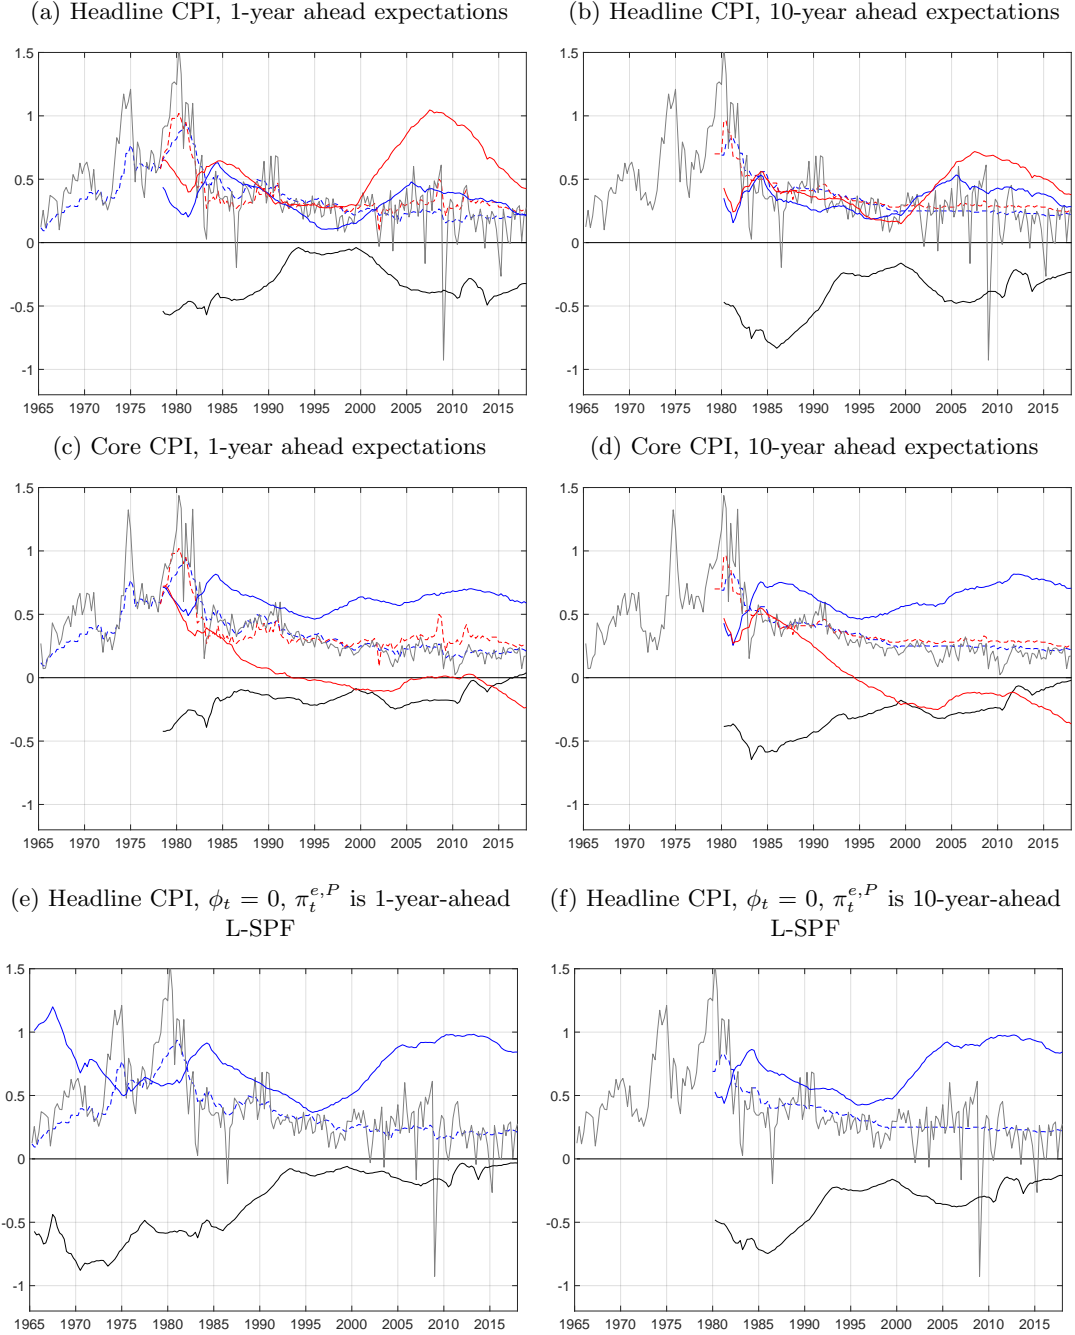 (a) Headline CPI, 1-year ahead expectations
(b) Headline CPI, 10-year ahead expectations
1.5
1
0.5
0
-0.5
-1
1965 1970 1975 1980 1985 1990 1995 2000 2005 2010 2015
1.5
1
0.5
0
-0.5
-1
1965 1970 1975 1980 1985 1990 1995 2000 2005 2010 2015
(c) Core CPI, 1-year ahead expectations
(d) Core CPI, 10-year ahead expectations
1.5
1
0.5
0
-0.5
-1
1965 1970 1975 1980 1985 1990 1995 2000 2005 2010 2015
1.5
1
0.5
0
-0.5
-1
1965 1970 1975 1980 1985 1990 1995 2000 2005 2010 2015
(e) Headline CPI, $\phi_t = 0$, $\pi_t^{e,P}$ is 1-year-ahead
L-SPF
(f) Headline CPI, $\phi_t = 0$, $\pi_t^{e,P}$ is 10-year-ahead
L-SPF
1.5
1
0.5
0
-0.5
-1
1965 1970 1975 1980 1985 1990 1995 2000 2005 2010 2015
1.5
1
0.5
0
-0.5
-1
1965 1970 1975 1980 1985 1990 1995 2000 2005 2010 2015